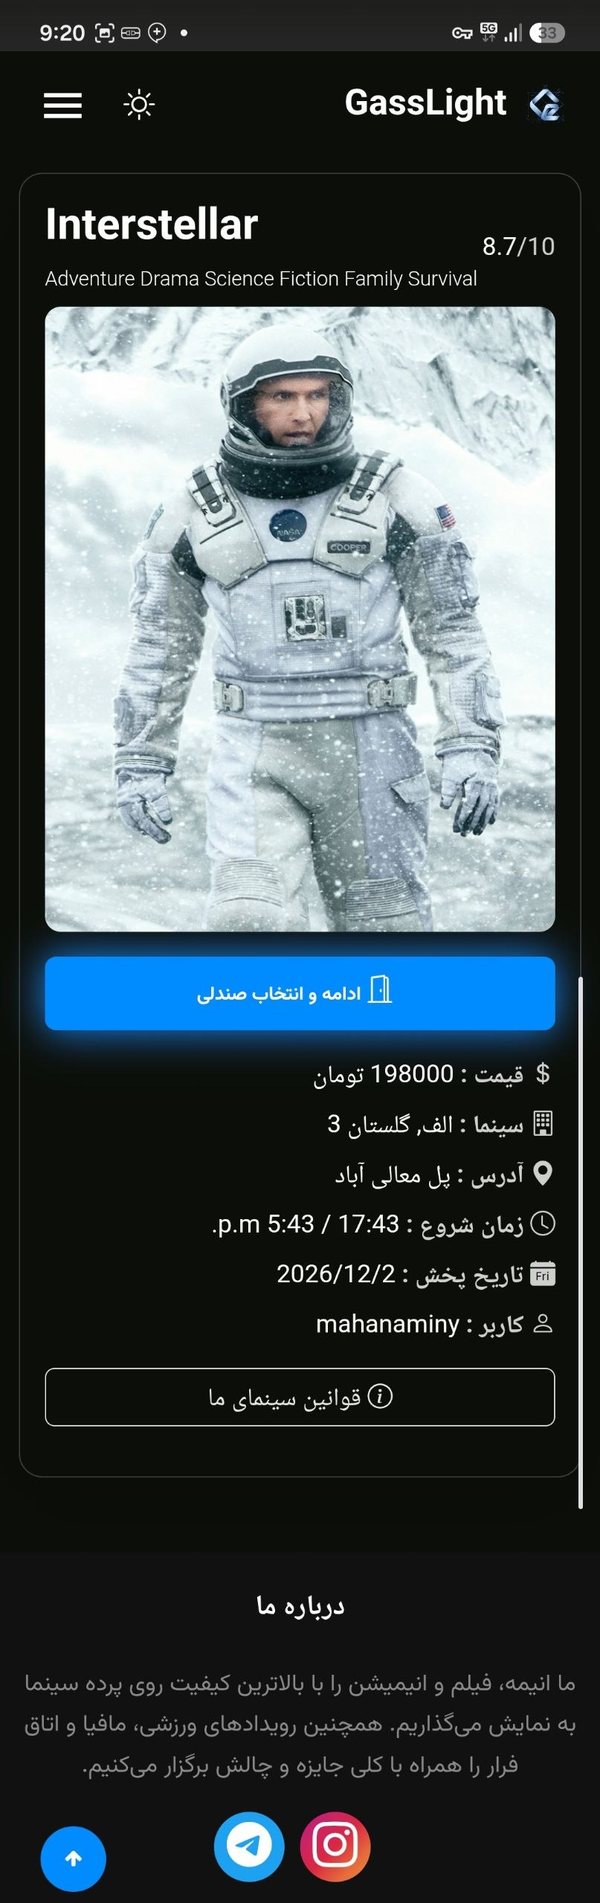 9:20
5G
33
GassLight
Interstellar
8.7/10
Adventure Drama Science Fiction Family Survival
NASA
COOPER
ادامه و انتخاب صندلی
قیمت : 198000 تومان
سینما : الف, گلستان 3
آدرس : پل معالی آباد
زمان شروع : 17:43 / 5:43 p.m.
Fri
تاریخ پخش : 2026/12/2
کاربر : mahanaminy
قوانین سینمای ما
درباره ما
ما انیمه، فیلم و انیمیشن را با بالاترین کیفیت روی پرده سینما
به نمایش می‌گذاریم. همچنین رویدادهای ورزشی، مافیا و اتاق
فرار را همراه با کلی جایزه و چالش برگزار می‌کنیم.